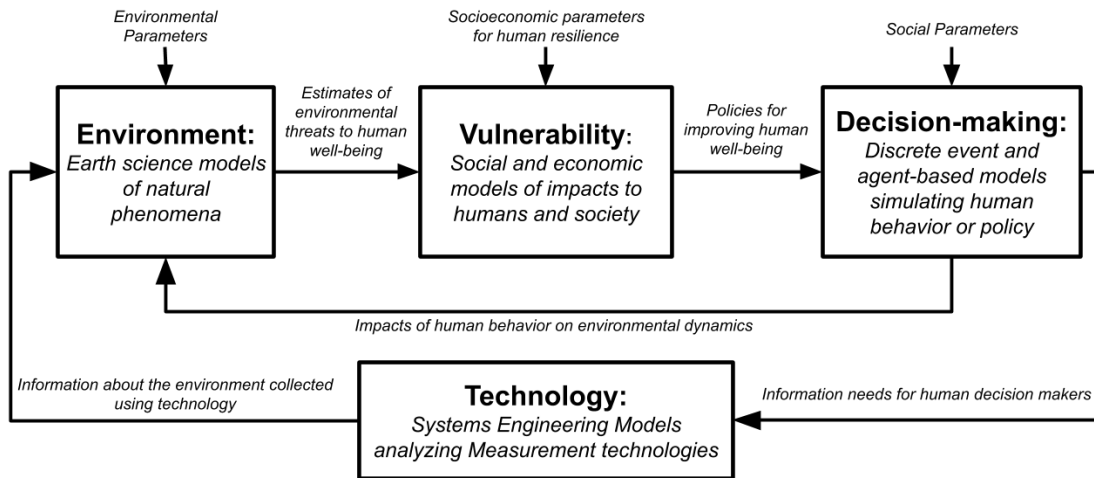 Environmental
Parameters
Socioeconomic parameters
for human resilience
Social Parameters
Environment:
Earth science models
of natural
phenomena
Estimates of
environmental
threats to human
well-being
Vulnerability:
Social and economic
models of impacts to
humans and society
Policies for
improving human
well-being
Decision-making:
Discrete event and
agent-based models
simulating human
behavior or policy
Impacts of human behavior on environmental dynamics
Information about the environment collected
using technology
Technology:
Systems Engineering Models
analyzing Measurement technologies
Information needs for human decision makers